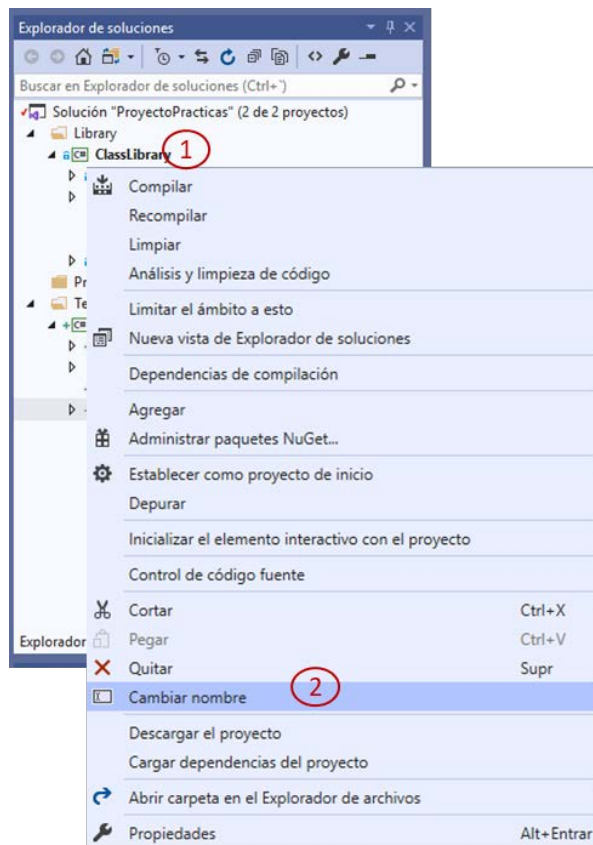 Explorador de soluciones
Buscar en Explorador de soluciones (Ctrl+`)
Solución "ProyectoPracticas" (2 de 2 proyectos)
Library
C# ClassLibrary
1
Compilar
Recompilar
Limpiar
Análisis y limpieza de código
Pr
Limitar el ámbito a esto
Te
C#
Nueva vista de Explorador de soluciones
Dependencias de compilación
Agregar
Administrar paquetes NuGet...
Establecer como proyecto de inicio
Depurar
Inicializar el elemento interactivo con el proyecto
Control de código fuente
Cortar Ctrl+X
Explorador
Pegar Ctrl+V
Quitar Supr
2
Cambiar nombre
Descargar el proyecto
Cargar dependencias del proyecto
Abrir carpeta en el Explorador de archivos
Propiedades Alt+Entrar